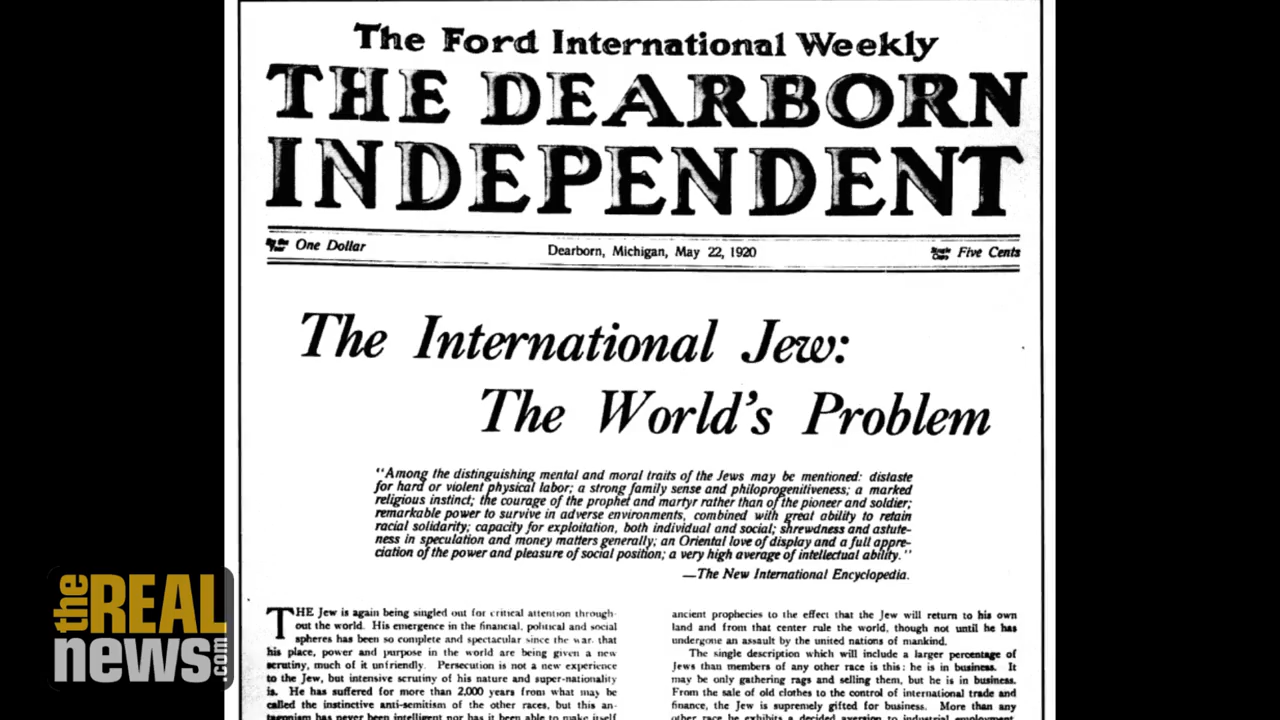 The Ford International Weekly
THE DEARBORN
INDEPENDENT
One Dollar
Dearborn, Michigan, May 22, 1920
Five Cents
The International Jew:
The World's Problem
"Among the distinguishing mental and moral traits of the Jews may be mentioned: distaste
for hard or violent physical labor; a strong family sense and philoprogenitiveness; a marked
religious instinct; the courage of the prophet and martyr rather than of the pioneer and soldier;
remarkable power to survive in adverse environments, combined with great ability to retain
racial solidarity; capacity for exploitation, both individual and social; shrewdness and astute-
ness in speculation and money matters generally; an Oriental love of display and a full appre-
ciation of the power and pleasure of social position; a very high average of intellectual ability."
—The New International Encyclopedia.
THE Jew is again being singled out for critical attention through-
out the world. His emergence in the financial, political and social
spheres has been so complete and spectacular since the war, that
his place, power and purpose in the world are being given a new
scrutiny, much of it unfriendly. Persecution is not a new experience
to the Jew, but intensive scrutiny of his nature and super-nationality
is. He has suffered for more than 2,000 years from what may be
called the instinctive anti-semitism of the other races, but this an-
tagonism has never been intelligent nor has it been able to make itself
ancient prophecies to the effect that the Jew will return to his own
land and from that center rule the world, though not until he has
undergone an assault by the united nations of mankind.
The single description which will include a larger percentage of
Jews than members of any other race is this: he is in business. It
may be only gathering rags and selling them, but he is in business.
From the sale of old clothes to the control of international trade and
finance, the Jew is supremely gifted for business. More than any
other race he exhibits a decided aversion to industrial employment,
the REAL
news.com